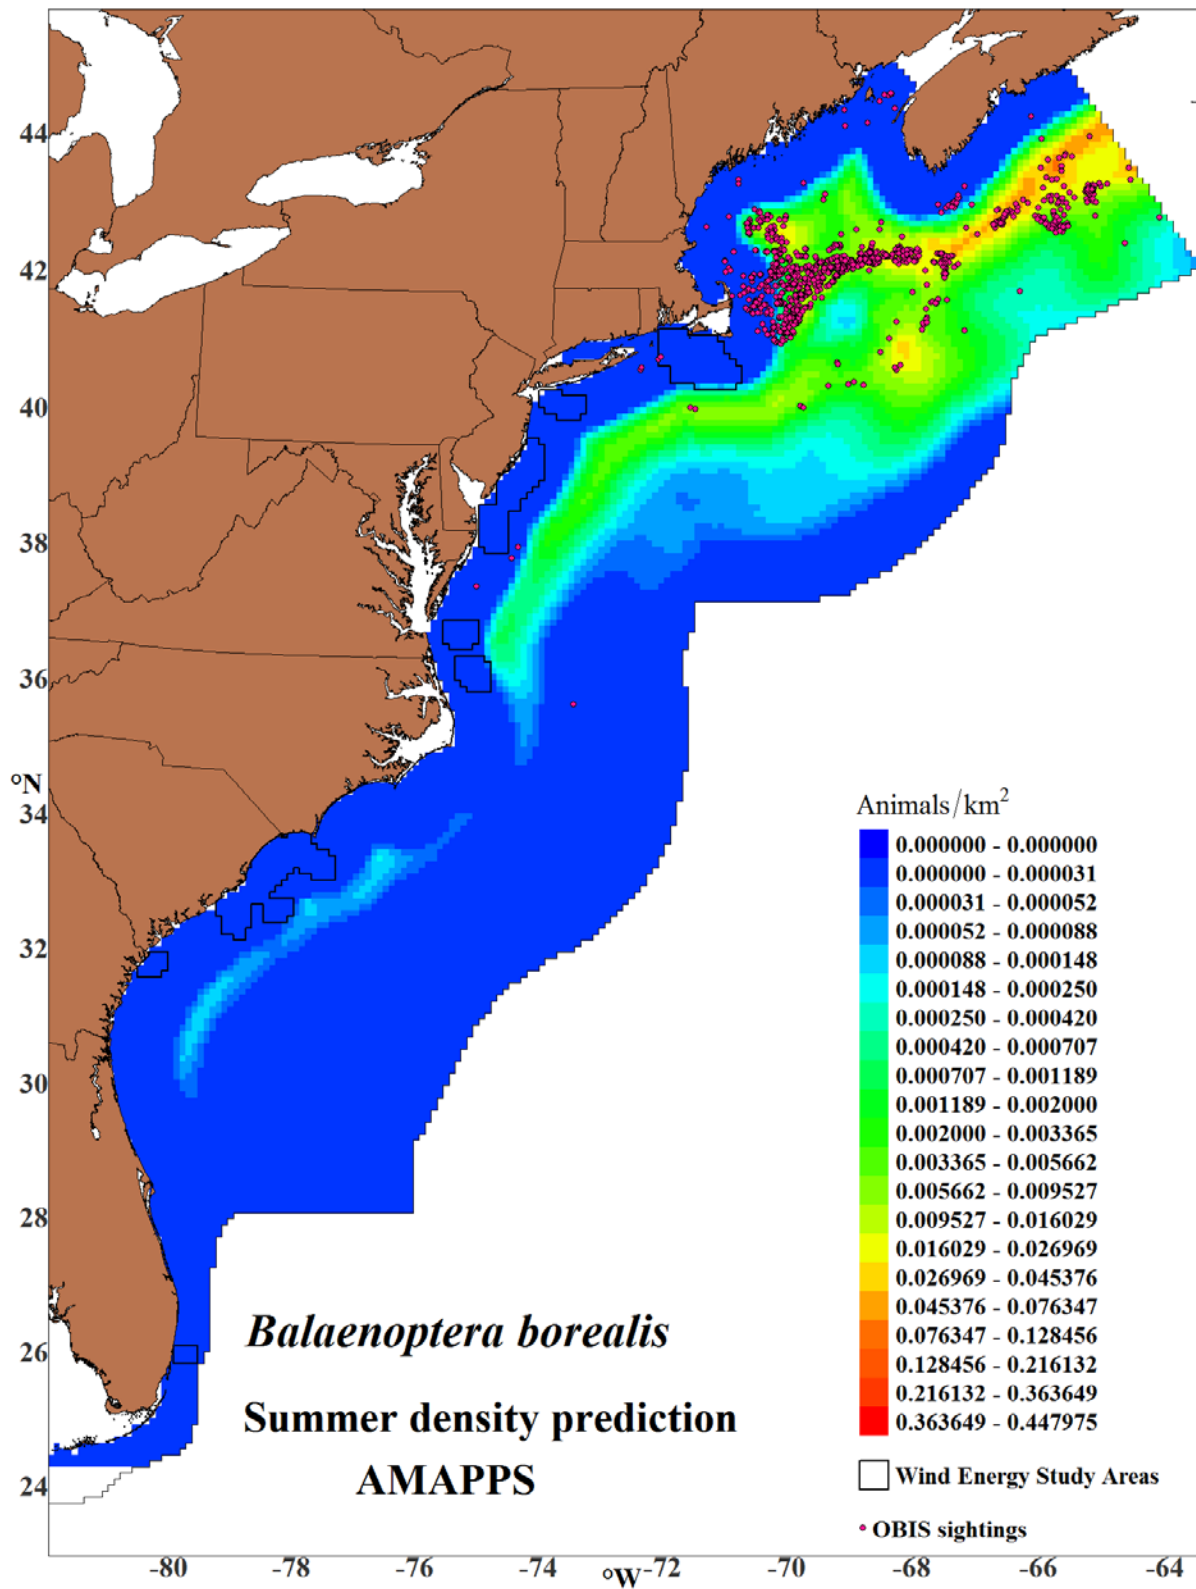 44
42
40
38
36
°N
34
32
30
28
26
24
Animals/km²
0.000000 - 0.000000
0.000000 - 0.000031
0.000031 - 0.000052
0.000052 - 0.000088
0.000088 - 0.000148
0.000148 - 0.000250
0.000250 - 0.000420
0.000420 - 0.000707
0.000707 - 0.001189
0.001189 - 0.002000
0.002000 - 0.003365
0.003365 - 0.005662
0.005662 - 0.009527
0.009527 - 0.016029
0.016029 - 0.026969
0.026969 - 0.045376
0.045376 - 0.076347
0.076347 - 0.128456
0.128456 - 0.216132
0.216132 - 0.363649
0.363649 - 0.447975
Wind Energy Study Areas
OBIS sightings
Balaenoptera borealis
Summer density prediction
AMAPPS
-80 -78 -76 -74 °W -72 -70 -68 -66 -64